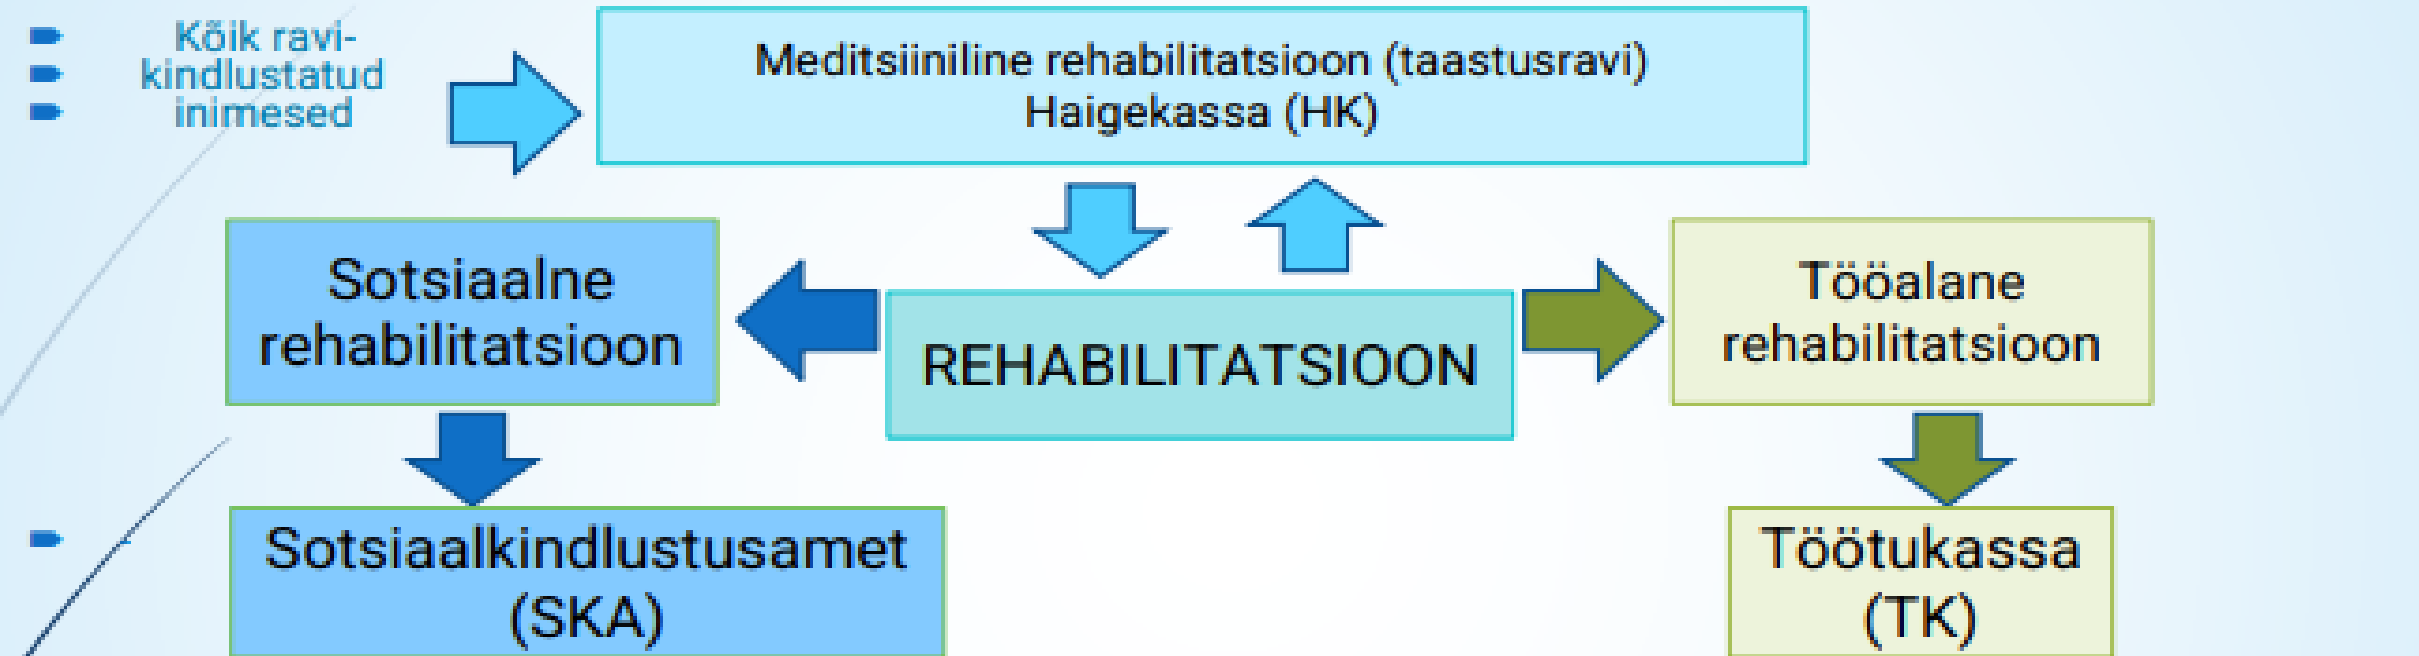 Kõik ravi-
kindlustatud
inimesed
Meditsiiniline rehabilitatsioon (taastusravi)
Haigekassa (HK)
Sotsiaalne
rehabilitatsioon
REHABILITATSIOON
Tööalane
rehabilitatsioon
Sotsiaalkindlustusamet
(SKA)
Töötukassa
(TK)